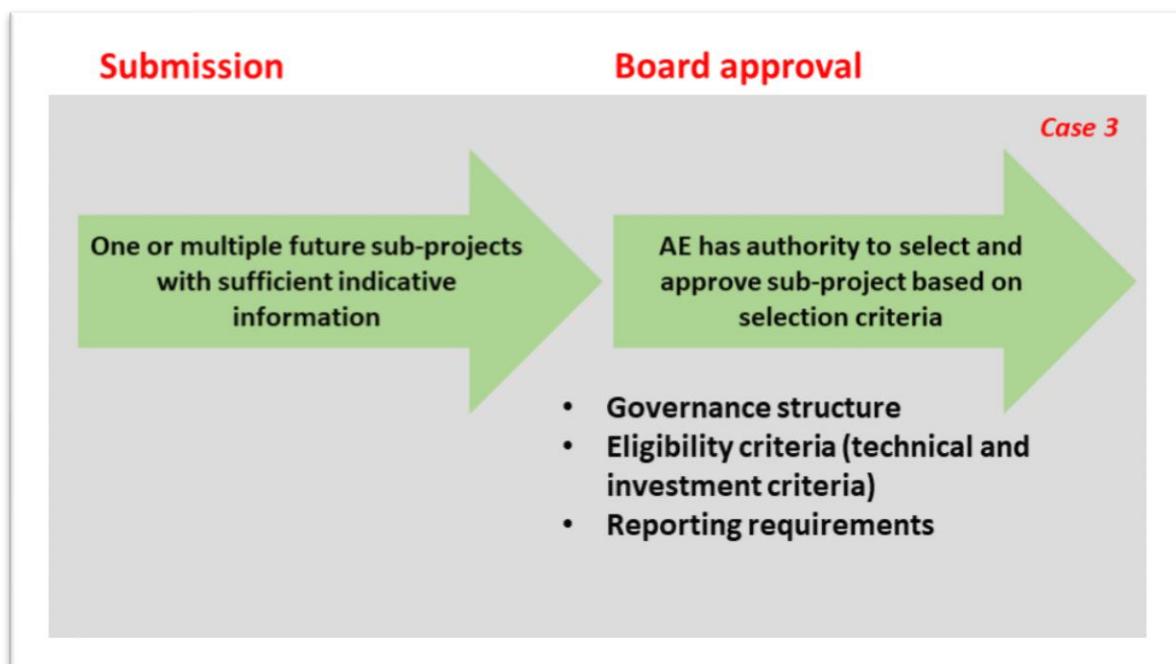 Submission
Board approval
Case 3
One or multiple future sub-projects
with sufficient indicative
information
AE has authority to select and
approve sub-project based on
selection criteria
• Governance structure
• Eligibility criteria (technical and
investment criteria)
• Reporting requirements